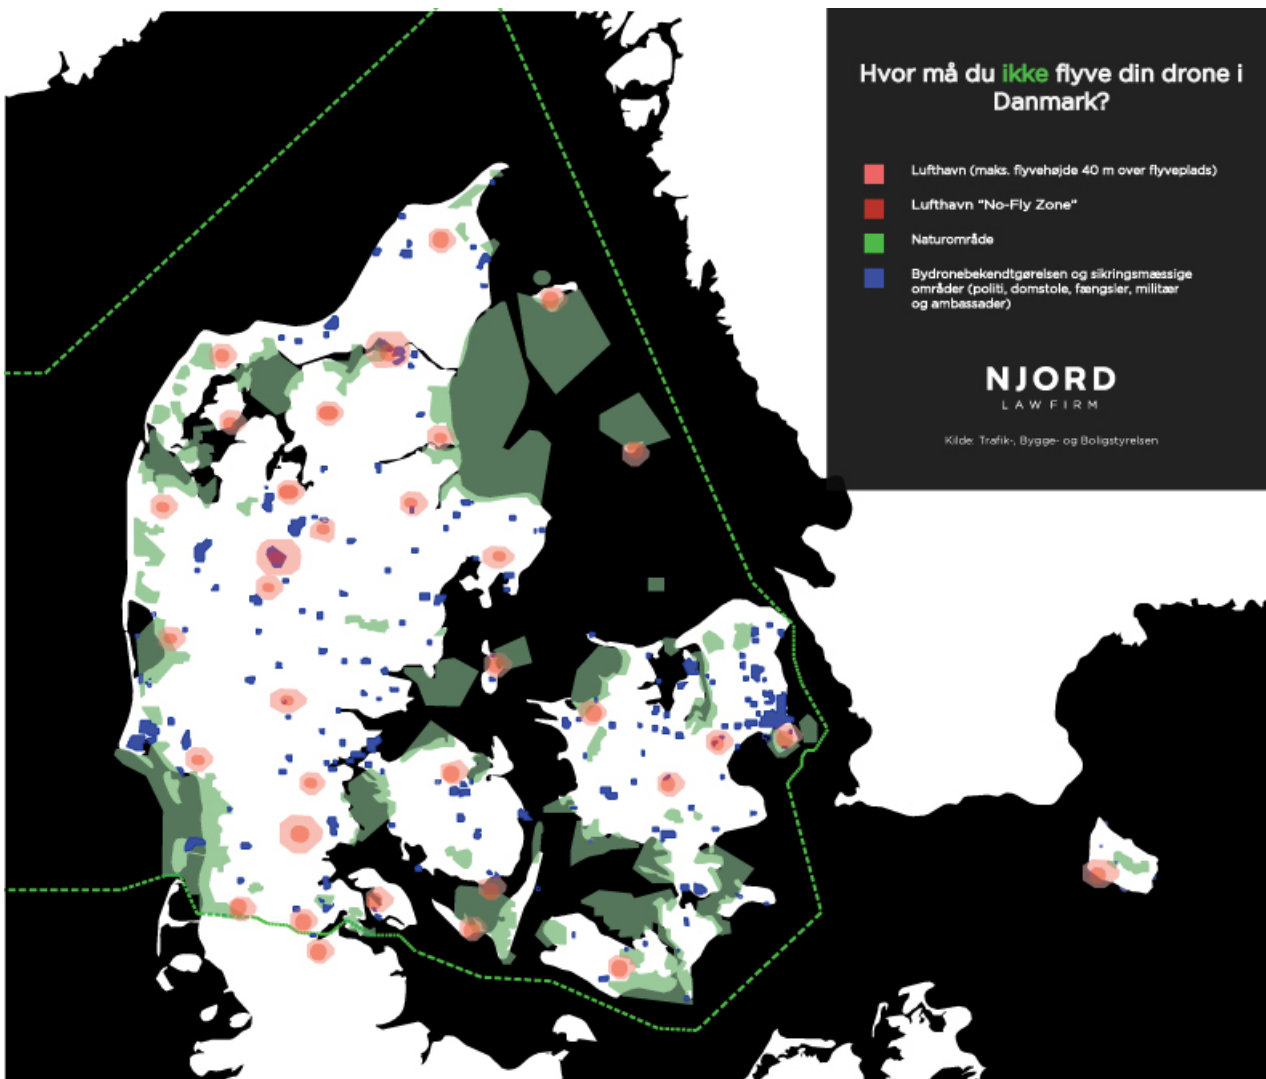 Hvor må du ikke flyve din drone i
Danmark?
Lufthavn (maks. flyvehøjde 40 m over flyveplads)
Lufthavn "No-Fly Zone"
Naturområde
Bydronebekendtgørelsen og sikringsmæssige
områder (politi, domstole, fængsler, militær
og ambassader)
NJORD
LAW FIRM
Kilde: Trafik-, Bygge- og Boligstyrelsen